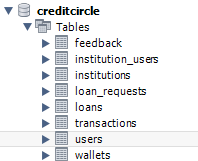 creditcircle
Tables
feedback
institution_users
institutions
loan_requests
loans
transactions
users
wallets